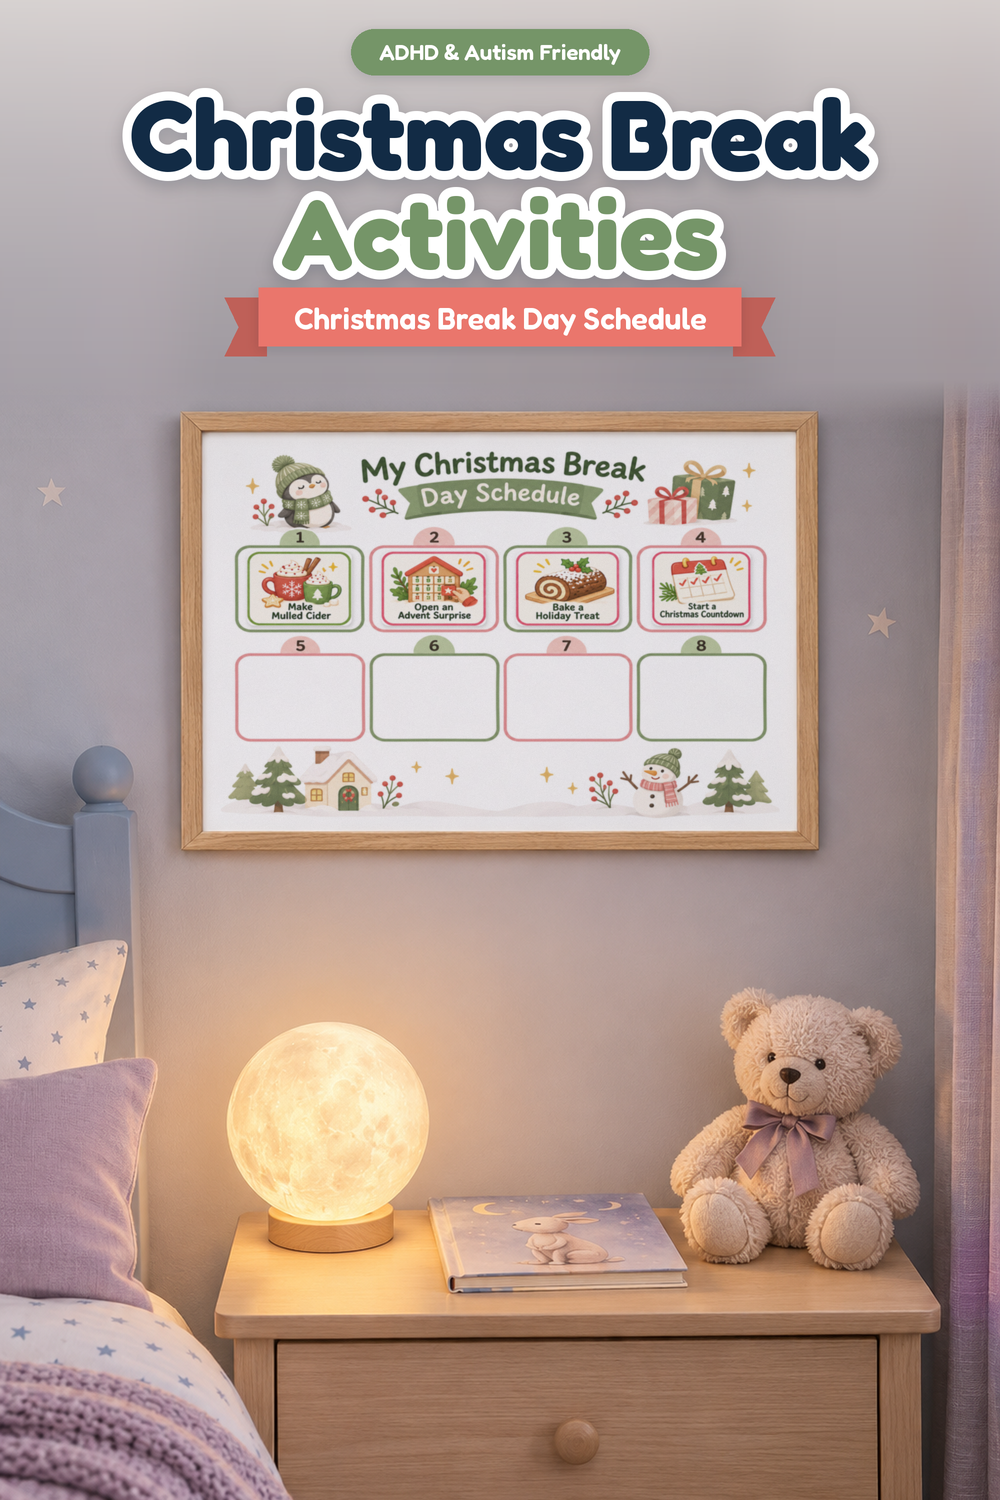 ADHD & Autism Friendly
Christmas Break
Activities
Christmas Break Day Schedule
My Christmas Break
Day Schedule
1
2
3
4
Make
Mulled Cider
Open an
Advent Surprise
Bake a
Holiday Treat
Start a
Christmas Countdown
5
6
7
8